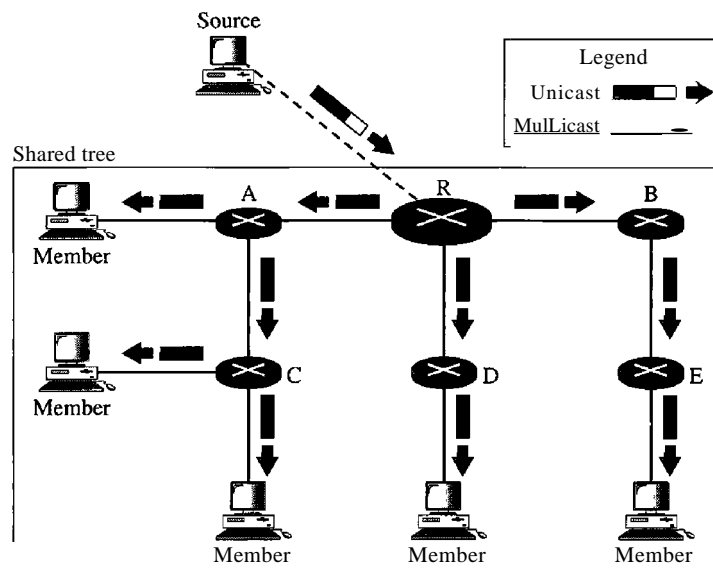 Source
Legend
Unicast
MulLicast
Shared tree
A
R
B
Member
C
D
E
Member
Member
Member
Member